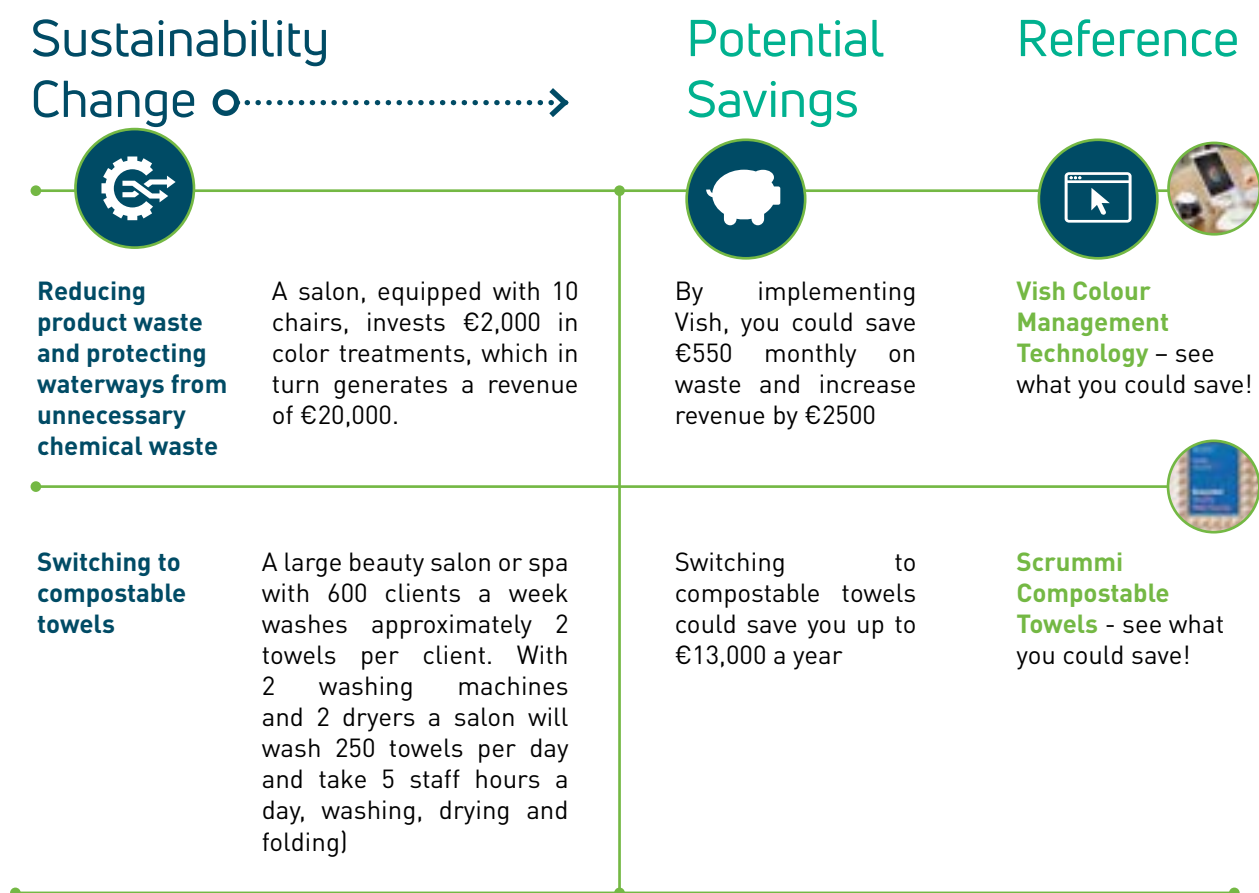 Sustainability
Change
Potential
Savings
Reference
Reducing
product waste
and protecting
waterways from
unnecessary
chemical waste
A salon, equipped with 10
chairs, invests €2,000 in
color treatments, which in
turn generates a revenue
of €20,000.
By implementing
Vish, you could save
€550 monthly on
waste and increase
revenue by €2500
Vish Colour
Management
Technology – see
what you could save!
Switching to
compostable
towels
A large beauty salon or spa
with 600 clients a week
washes approximately 2
towels per client. With
2 washing machines
and 2 dryers a salon will
wash 250 towels per day
and take 5 staff hours a
day, washing, drying and
folding)
Switching to
compostable towels
could save you up to
€13,000 a year
Scrummi
Compostable
Towels - see what
you could save!